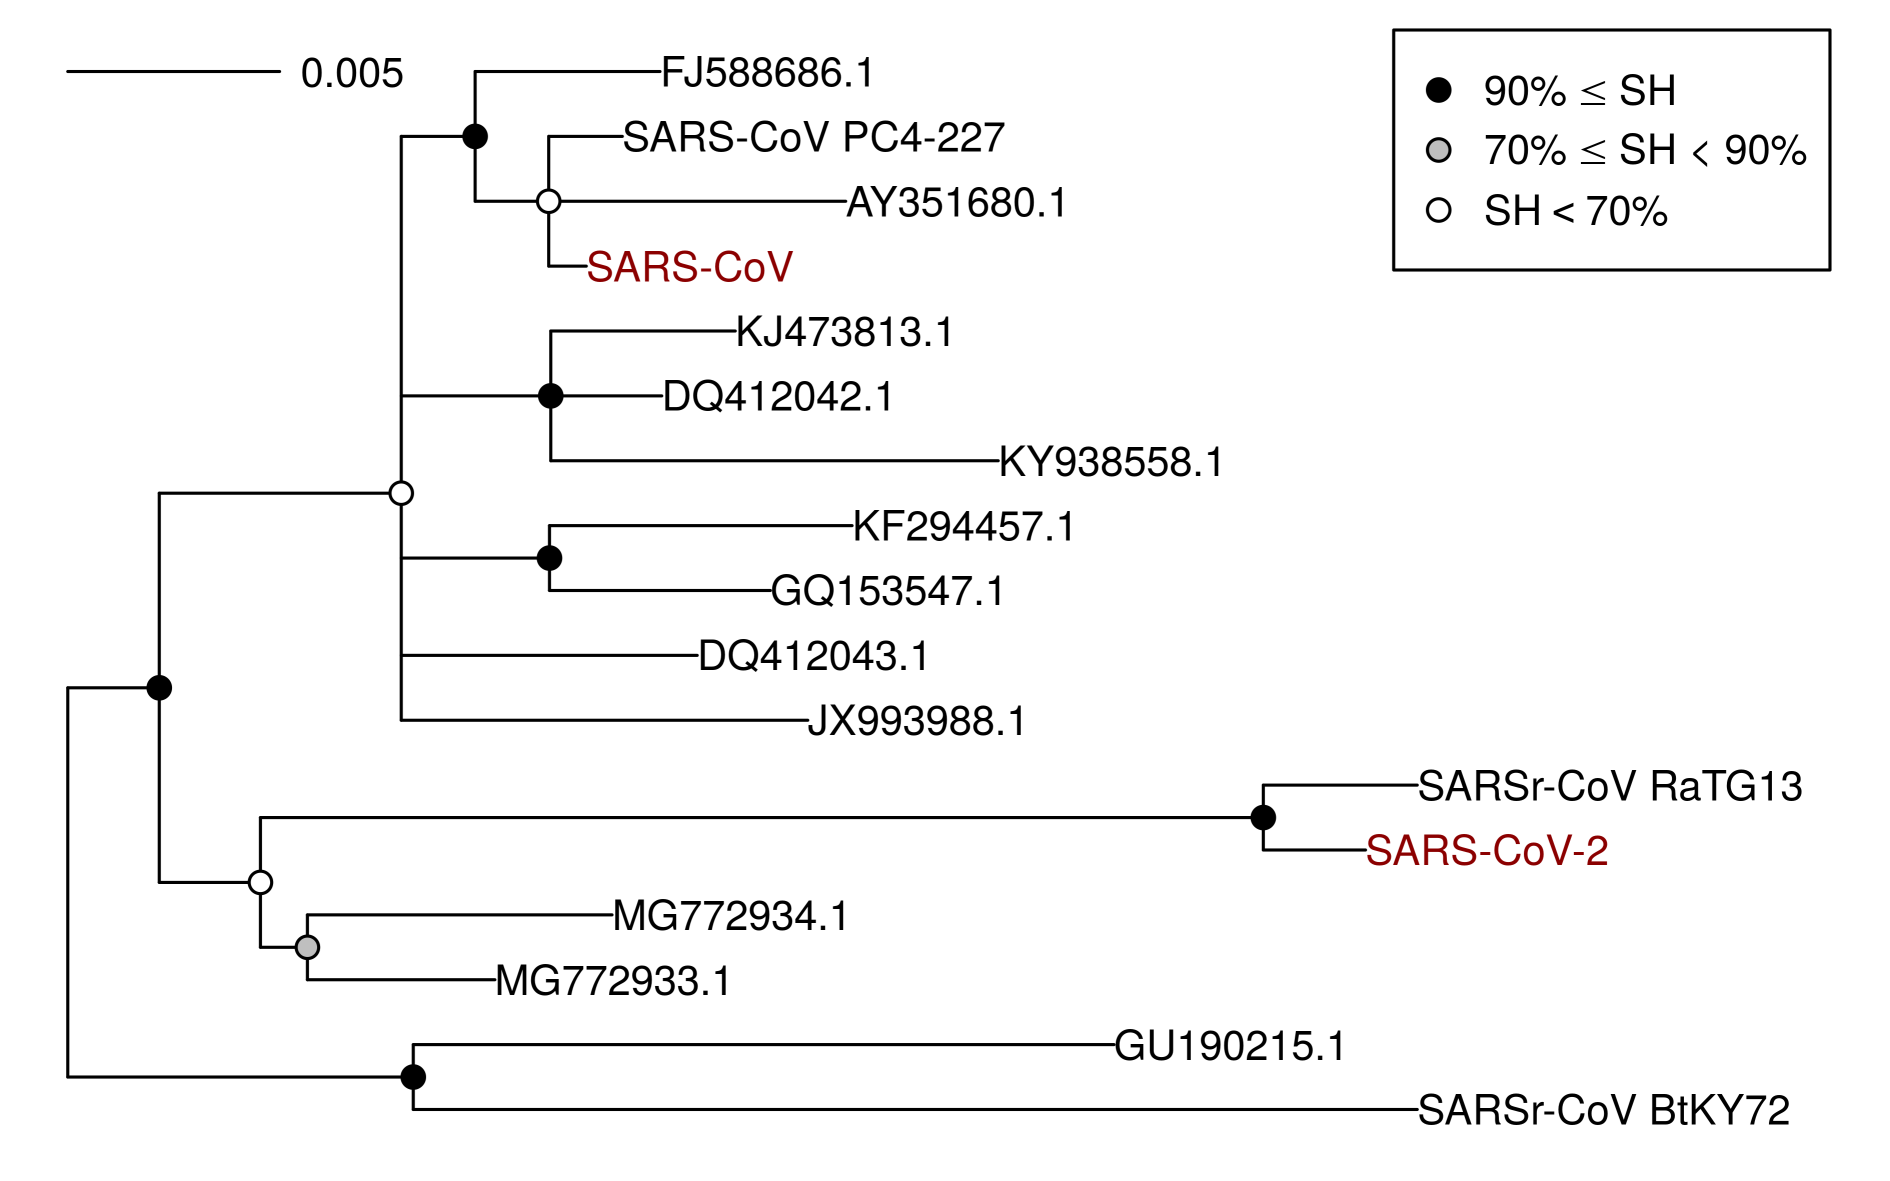 0.005
FJ588686.1
SARS-CoV PC4-227
AY351680.1
SARS-CoV
KJ473813.1
DQ412042.1
KY938558.1
KF294457.1
GQ153547.1
DQ412043.1
JX993988.1
SARSr-CoV RaTG13
SARS-CoV-2
MG772934.1
MG772933.1
GU190215.1
SARSr-CoV BtKY72
90% ≤ SH
70% ≤ SH < 90%
SH < 70%